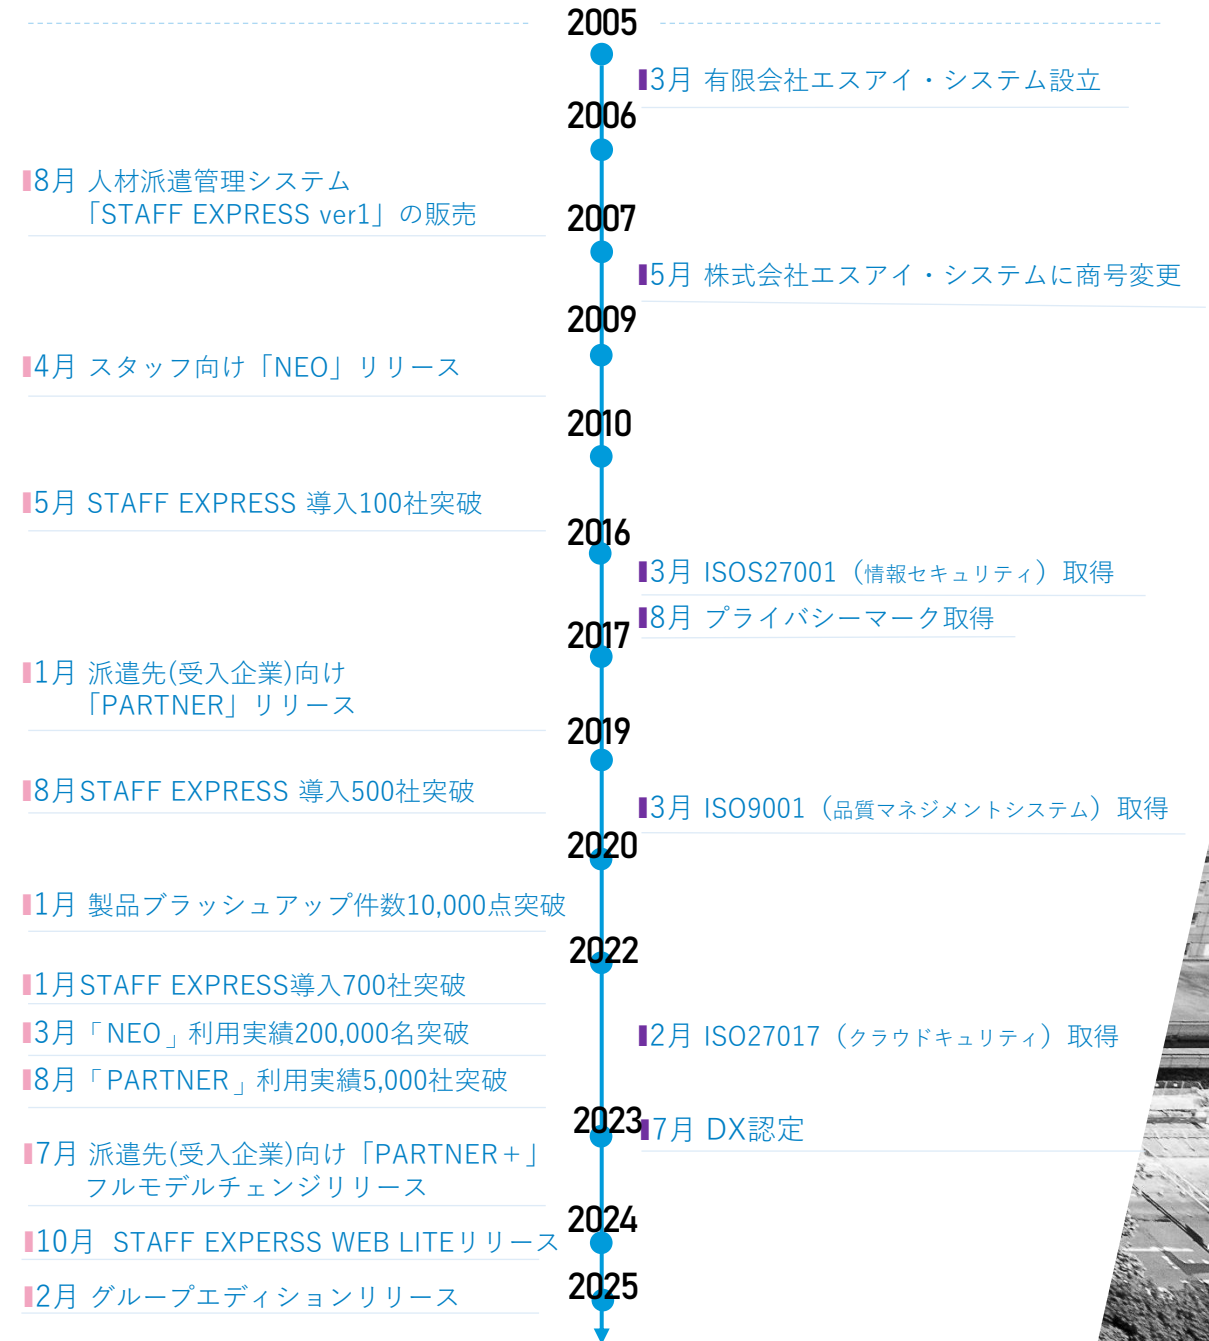 2005
3月 有限会社エスアイ・システム設立
2006
8月 人材派遣管理システム
「STAFF EXPRESS ver1」の販売
2007
5月 株式会社エスアイ・システムに商号変更
2009
4月 スタッフ向け「NEO」リリース
2010
5月 STAFF EXPRESS 導入100社突破
2016
3月 ISOS27001（情報セキュリティ）取得
8月 プライバシーマーク取得
2017
1月 派遣先(受入企業)向け
「PARTNER」リリース
2019
8月STAFF EXPRESS 導入500社突破
3月 ISO9001（品質マネジメントシステム）取得
2020
1月 製品ブラッシュアップ件数10,000点突破
2022
1月STAFF EXPRESS導入700社突破
3月「NEO」利用実績200,000名突破
2月 ISO27017（クラウドキュリティ）取得
8月「PARTNER」利用実績5,000社突破
2023
7月 DX認定
7月 派遣先(受入企業)向け「PARTNER＋」
フルモデルチェンジリリース
2024
10月 STAFF EXPERSS WEB LITEリリース
2025
2月 グループエディションリリース